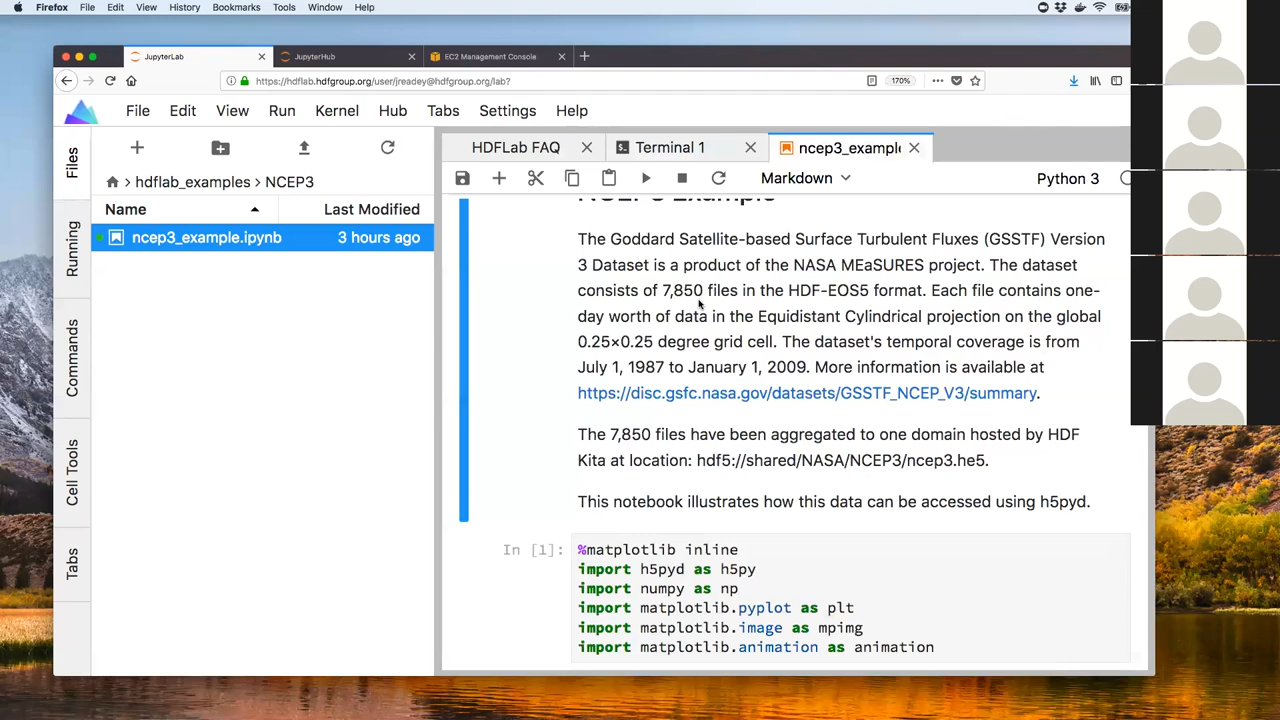 Firefox File Edit View History Bookmarks Tools Window Help
JupyterLab JupyterHub EC2 Management Console
https://hdflab.hdfgroup.org/user/jreadey@hdfgroup.org/lab? 170%
File Edit View Run Kernel Hub Tabs Settings Help
Files
Running
Commands
Cell Tools
Tabs
hdflab_examples > NCEP3
Name Last Modified
ncep3_example.ipynb 3 hours ago
HDFLab FAQ Terminal 1 ncep3_example
Markdown Python 3
NCEP3 Example
The Goddard Satellite-based Surface Turbulent Fluxes (GSSTF) Version
3 Dataset is a product of the NASA MEaSUREs project. The dataset
consists of 7,850 files in the HDF-EOS5 format. Each file contains one-
day worth of data in the Equidistant Cylindrical projection on the global
0.25×0.25 degree grid cell. The dataset's temporal coverage is from
July 1, 1987 to January 1, 2009. More information is available at
https://disc.gsfc.nasa.gov/datasets/GSSTF_NCEP_V3/summary.
The 7,850 files have been aggregated to one domain hosted by HDF
Kita at location: hdf5://shared/NASA/NCEP3/ncep3.he5.
This notebook illustrates how this data can be accessed using h5pyd.
In [1]:
%matplotlib inline
import h5pyd as h5py
import numpy as np
import matplotlib.pyplot as plt
import matplotlib.image as mpimg
import matplotlib.animation as animation